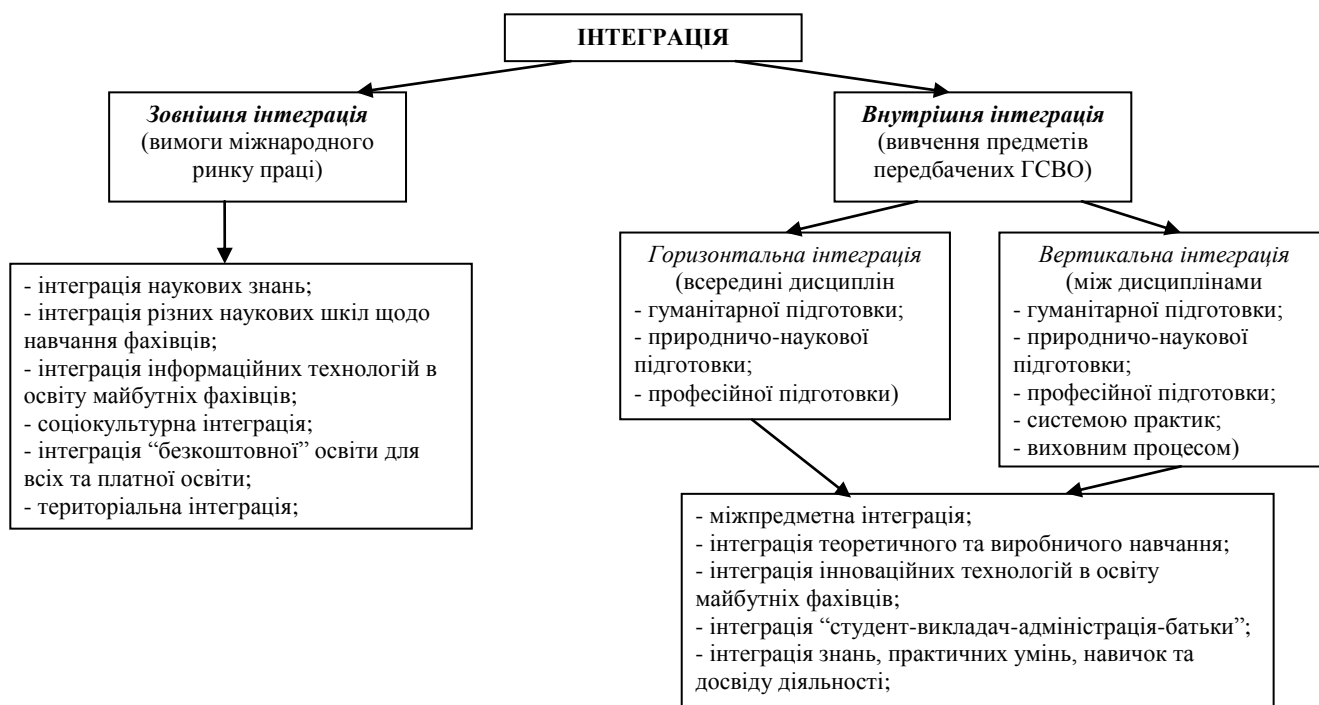 ІНТЕГРАЦІЯ
Зовнішня інтеграція
(вимоги міжнародного
ринку праці)
Внутрішня інтеграція
(вивчення предметів
передбачених ГСВО)
- інтеграція наукових знань;
- інтеграція різних наукових шкіл щодо
навчання фахівців;
- інтеграція інформаційних технологій в
освіту майбутніх фахівців;
- соціокультурна інтеграція;
- інтеграція “безкоштовної” освіти для
всіх та платної освіти;
- територіальна інтеграція;
Горизонтальна інтеграція
(всередині дисциплін
- гуманітарної підготовки;
- природничо-наукової
підготовки;
- професійної підготовки)
Вертикальна інтеграція
(між дисциплінами
- гуманітарної підготовки;
- природничо-наукової
підготовки;
- професійної підготовки;
- системою практик;
- виховним процесом)
- міжпредметна інтеграція;
- інтеграція теоретичного та виробничого навчання;
- інтеграція інноваційних технологій в освіту
майбутніх фахівців;
- інтеграція “студент-викладач-адміністрація-батьки”;
- інтеграція знань, практичних умінь, навичок та
досвіду діяльності;